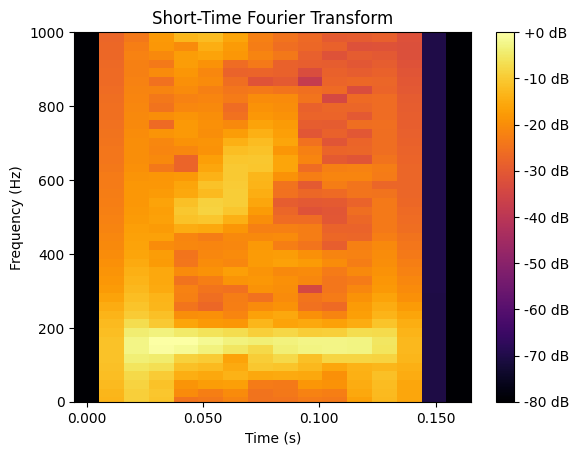 Short-Time Fourier Transform
Frequency (Hz)
1000
800
600
400
200
0
0.000 0.050 0.100 0.150
Time (s)
+0 dB
-10 dB
-20 dB
-30 dB
-40 dB
-50 dB
-60 dB
-70 dB
-80 dB